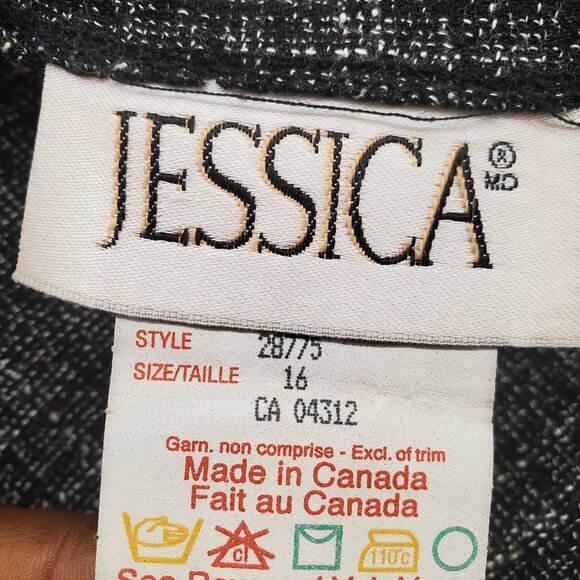 JESSICA ®
MD
STYLE 28775
SIZE/TAILLE 16
CA 04312
Garn. non comprise - Excl. of trim
Made in Canada
Fait au Canada
cl 110°c